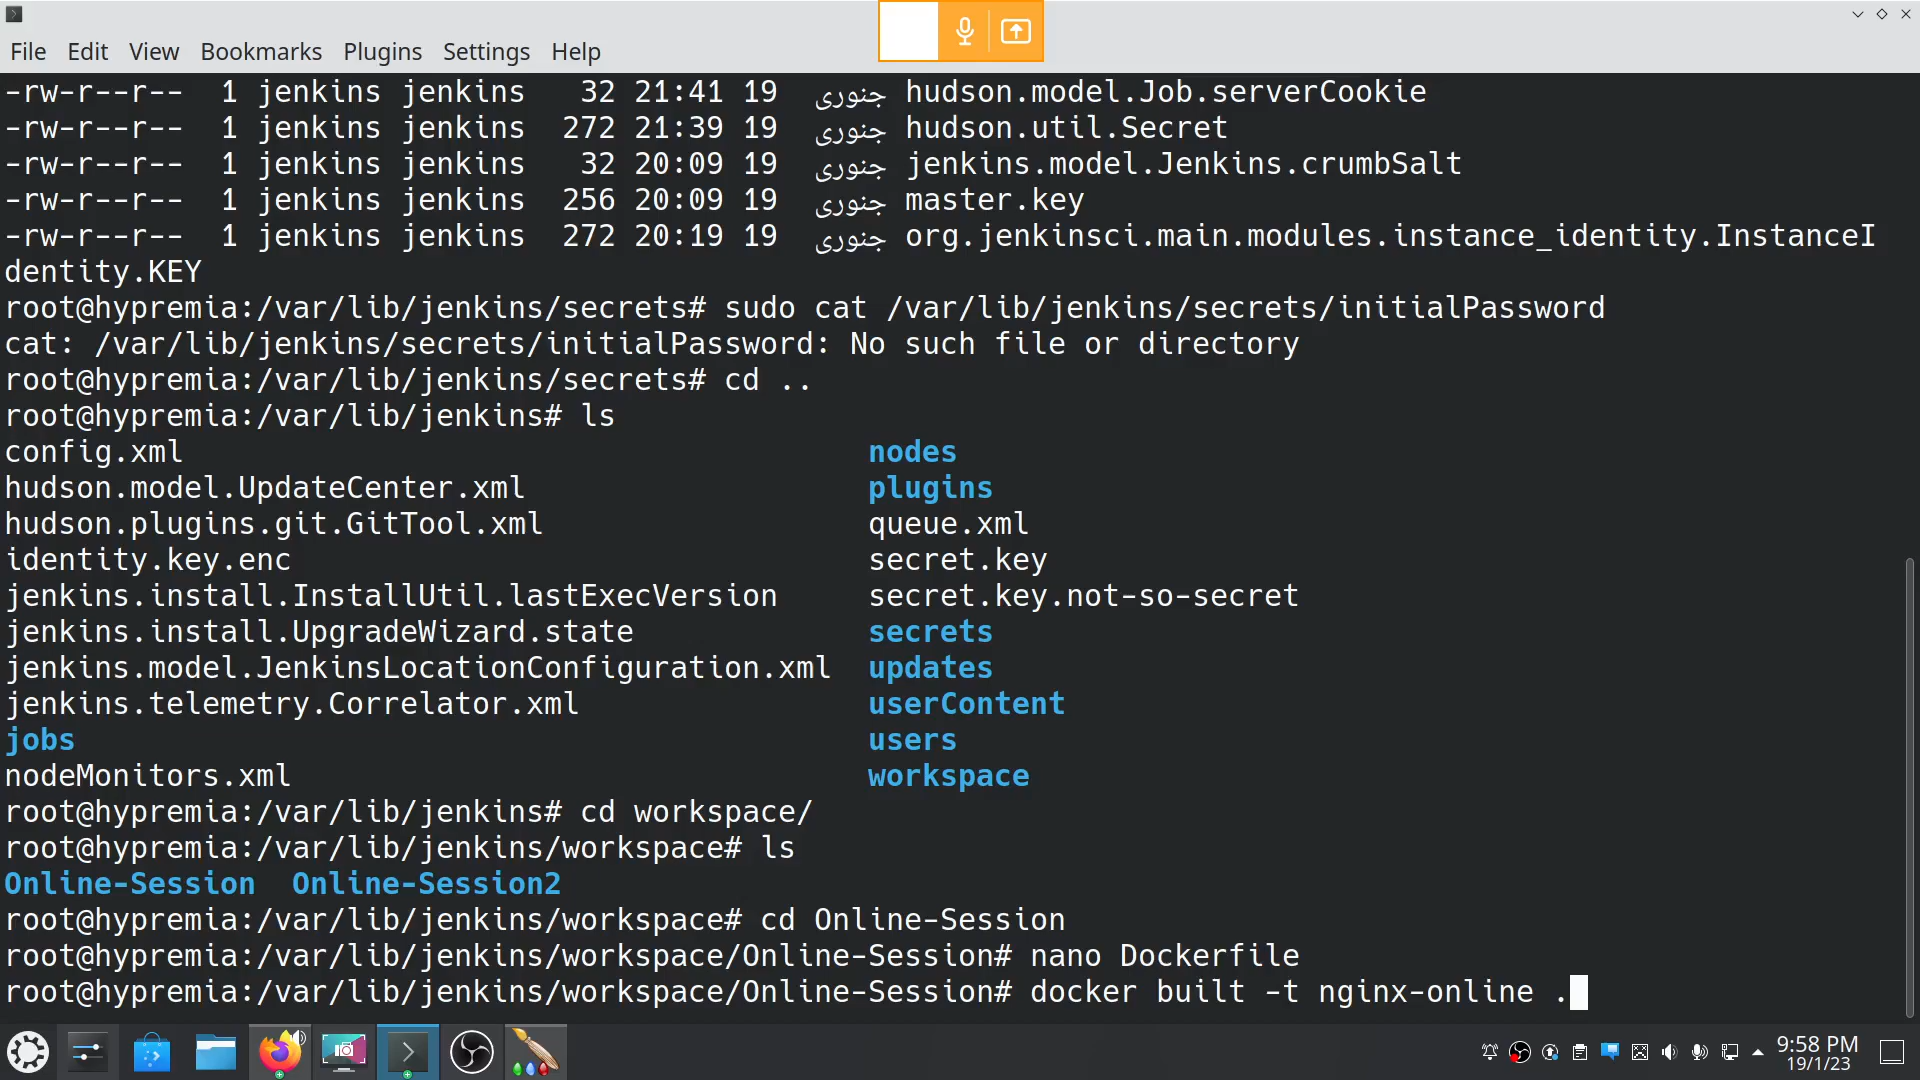 File Edit View Bookmarks Plugins Settings Help
-rw-r--r-- 1 jenkins jenkins 32 21:41 19 جنوری hudson.model.Job.serverCookie
-rw-r--r-- 1 jenkins jenkins 272 21:39 19 جنوری hudson.util.Secret
-rw-r--r-- 1 jenkins jenkins 32 20:09 19 جنوری jenkins.model.Jenkins.crumbSalt
-rw-r--r-- 1 jenkins jenkins 256 20:09 19 جنوری master.key
-rw-r--r-- 1 jenkins jenkins 272 20:19 19 جنوری org.jenkinsci.main.modules.instance_identity.InstanceI
dentity.KEY
root@hypremia:/var/lib/jenkins/secrets# sudo cat /var/lib/jenkins/secrets/initialPassword
cat: /var/lib/jenkins/secrets/initialPassword: No such file or directory
root@hypremia:/var/lib/jenkins/secrets# cd ..
root@hypremia:/var/lib/jenkins# ls
config.xml nodes
hudson.model.UpdateCenter.xml plugins
hudson.plugins.git.GitTool.xml queue.xml
identity.key.enc secret.key
jenkins.install.InstallUtil.lastExecVersion secret.key.not-so-secret
jenkins.install.UpgradeWizard.state secrets
jenkins.model.JenkinsLocationConfiguration.xml updates
jenkins.telemetry.Correlator.xml userContent
jobs users
nodeMonitors.xml workspace
root@hypremia:/var/lib/jenkins# cd workspace/
root@hypremia:/var/lib/jenkins/workspace# ls
Online-Session Online-Session2
root@hypremia:/var/lib/jenkins/workspace# cd Online-Session
root@hypremia:/var/lib/jenkins/workspace/Online-Session# nano Dockerfile
root@hypremia:/var/lib/jenkins/workspace/Online-Session# docker built -t nginx-online .
9:58 PM
19/1/23